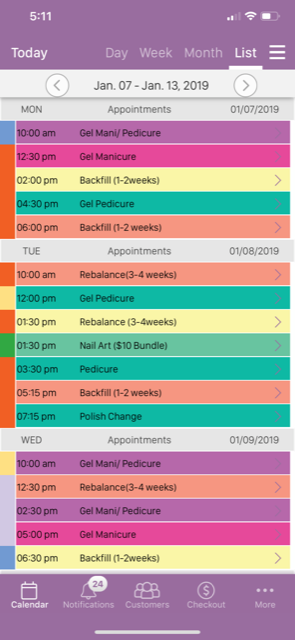 5:11
Today Day Week Month List
Jan. 07 - Jan. 13, 2019
MON Appointments 01/07/2019
10:00 am Gel Mani/ Pedicure
12:30 pm Gel Manicure
02:00 pm Backfill (1-2weeks)
04:30 pm Gel Pedicure
06:00 pm Backfill (1-2 weeks)
TUE Appointments 01/08/2019
10:00 am Rebalance(3-4 weeks)
12:00 pm Gel Pedicure
01:30 pm Rebalance (3-4weeks)
01:30 pm Nail Art ($10 Bundle)
03:30 pm Pedicure
05:15 pm Backfill (1-2 weeks)
07:15 pm Polish Change
WED Appointments 01/09/2019
10:00 am Gel Mani/ Pedicure
12:30 pm Rebalance(3-4 weeks)
02:30 pm Gel Mani/ Pedicure
05:00 pm Gel Manicure
06:30 pm Backfill (1-2weeks)
24
Calendar Notifications Customers Checkout More